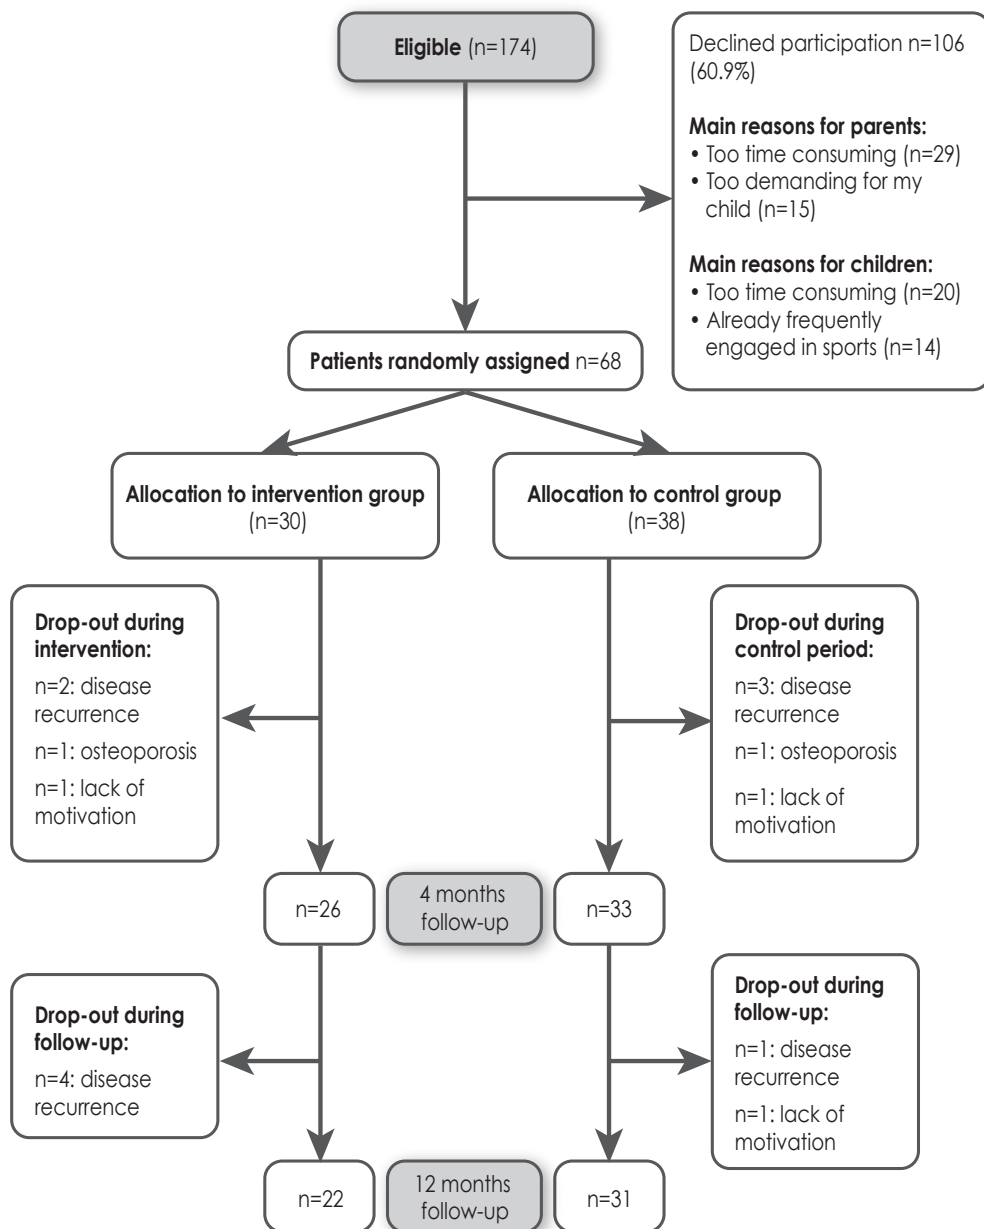 Eligible (n=174)
Declined participation n=106
(60.9%)
Main reasons for parents:
• Too time consuming (n=29)
• Too demanding for my
child (n=15)
Main reasons for children:
• Too time consuming (n=20)
• Already frequently
engaged in sports (n=14)
Patients randomly assigned n=68
Allocation to intervention group
(n=30)
Allocation to control group
(n=38)
Drop-out during
intervention:
n=2: disease
recurrence
n=1: osteoporosis
n=1: lack of
motivation
Drop-out during
control period:
n=3: disease
recurrence
n=1: osteoporosis
n=1: lack of
motivation
n=26
4 months
follow-up
n=33
Drop-out during
follow-up:
n=4: disease
recurrence
Drop-out during
follow-up:
n=1: disease
recurrence
n=1: lack of
motivation
n=22
12 months
follow-up
n=31